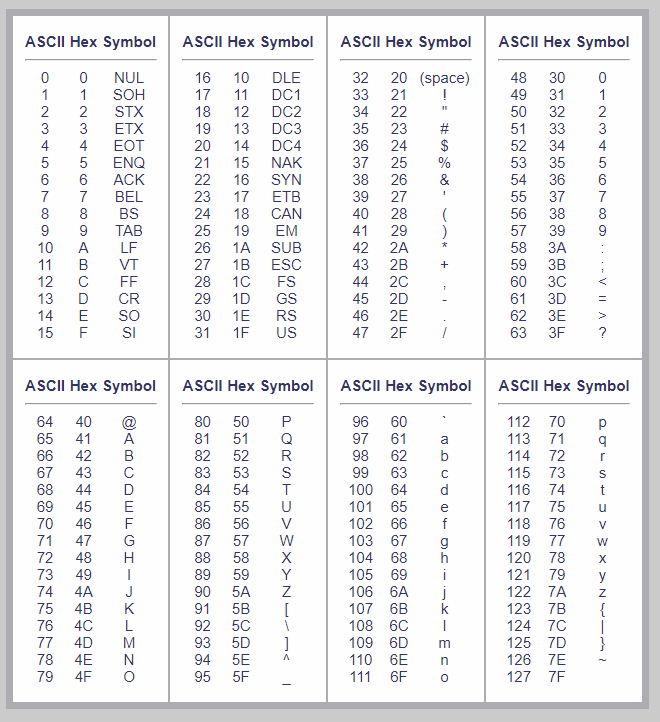 ASCII Hex Symbol
0 0 NUL
1 1 SOH
2 2 STX
3 3 ETX
4 4 EOT
5 5 ENQ
6 6 ACK
7 7 BEL
8 8 BS
9 9 TAB
10 A LF
11 B VT
12 C FF
13 D CR
14 E SO
15 F SI
ASCII Hex Symbol
16 10 DLE
17 11 DC1
18 12 DC2
19 13 DC3
20 14 DC4
21 15 NAK
22 16 SYN
23 17 ETB
24 18 CAN
25 19 EM
26 1A SUB
27 1B ESC
28 1C FS
29 1D GS
30 1E RS
31 1F US
ASCII Hex Symbol
32 20 (space)
33 21 !
34 22 "
35 23 #
36 24 $
37 25 %
38 26 &
39 27 '
40 28 (
41 29 )
42 2A *
43 2B +
44 2C ,
45 2D -
46 2E .
47 2F /
ASCII Hex Symbol
48 30 0
49 31 1
50 32 2
51 33 3
52 34 4
53 35 5
54 36 6
55 37 7
56 38 8
57 39 9
58 3A :
59 3B ;
60 3C <
61 3D =
62 3E >
63 3F ?
ASCII Hex Symbol
64 40 @
65 41 A
66 42 B
67 43 C
68 44 D
69 45 E
70 46 F
71 47 G
72 48 H
73 49 I
74 4A J
75 4B K
76 4C L
77 4D M
78 4E N
79 4F O
ASCII Hex Symbol
80 50 P
81 51 Q
82 52 R
83 53 S
84 54 T
85 55 U
86 56 V
87 57 W
88 58 X
89 59 Y
90 5A Z
91 5B [
92 5C \
93 5D ]
94 5E ^
95 5F _
ASCII Hex Symbol
96 60 `
97 61 a
98 62 b
99 63 c
100 64 d
101 65 e
102 66 f
103 67 g
104 68 h
105 69 i
106 6A j
107 6B k
108 6C l
109 6D m
110 6E n
111 6F o
ASCII Hex Symbol
112 70 p
113 71 q
114 72 r
115 73 s
116 74 t
117 75 u
118 76 v
119 77 w
120 78 x
121 79 y
122 7A z
123 7B {
124 7C |
125 7D }
126 7E ~
127 7F